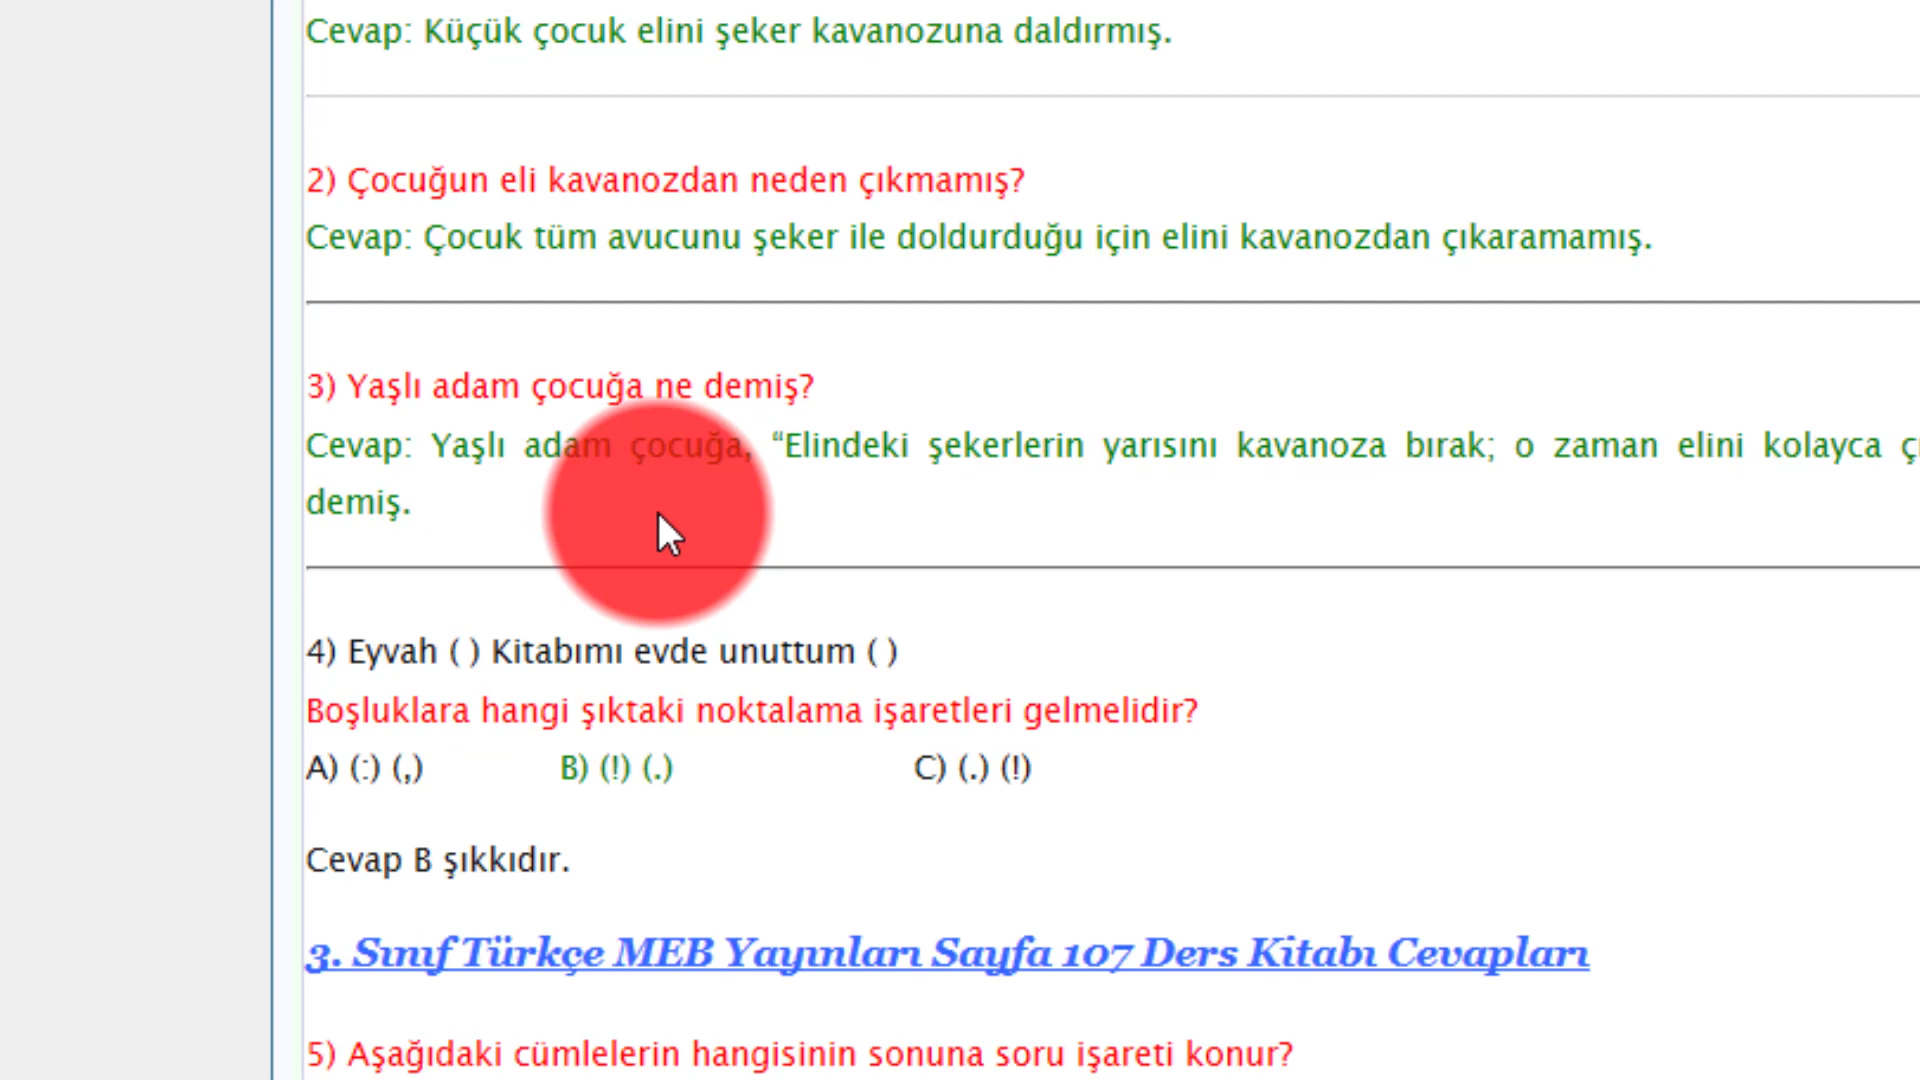 Cevap: Küçük çocuk elini şeker kavanozuna daldırmış.
2) Çocuğun eli kavanozdan neden çıkmamış?
Cevap: Çocuk tüm avucunu şeker ile doldurduğu için elini kavanozdan çıkaramamış.
3) Yaşlı adam çocuğa ne demiş?
Cevap: Yaşlı adam çocuğa, “Elindeki şekerlerin yarısını kavanoza bırak; o zaman elini kolayca
demiş.
4) Eyvah ( ) Kitabımı evde unuttum ( )
Boşluklara hangi şıktaki noktalama işaretleri gelmelidir?
A) (:) (,) B) (!) (.) C) (.) (!)
Cevap B şıkkıdır.
3. Sınıf Türkçe MEB Yayınları Sayfa 107 Ders Kitabı Cevapları
5) Aşağıdaki cümlelerin hangisinin sonuna soru işareti konur?